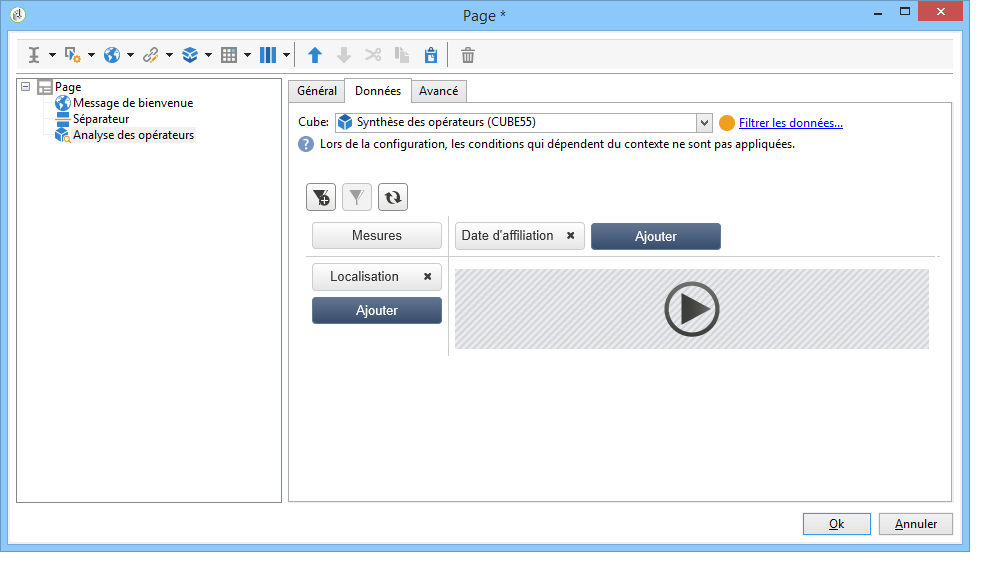 Page *
Page
Message de bienvenue
Séparateur
Analyse des opérateurs
Général Données Avancé
Cube: Synthèse des opérateurs (CUBE55) Filtrer les données...
? Lors de la configuration, les conditions qui dépendent du contexte ne sont pas appliquées.
Mesures Date d'affiliation Ajouter
Localisation
Ajouter
Ok Annuler